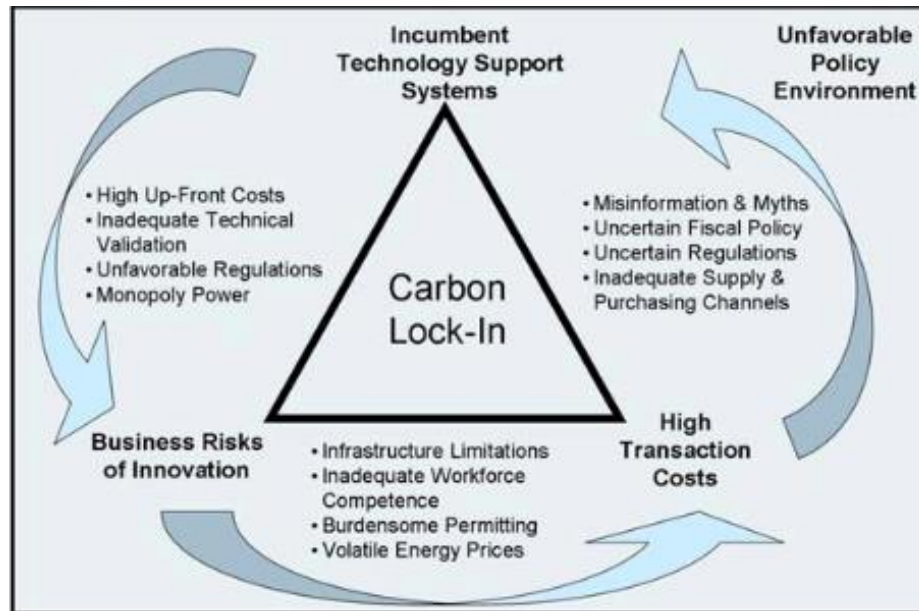 Incumbent
Technology Support
Systems
Unfavorable
Policy
Environment
• High Up-Front Costs
• Inadequate Technical
Validation
• Unfavorable Regulations
• Monopoly Power
• Misinformation & Myths
• Uncertain Fiscal Policy
• Uncertain Regulations
• Inadequate Supply &
Purchasing Channels
Carbon
Lock-In
Business Risks
of Innovation
• Infrastructure Limitations
• Inadequate Workforce
Competence
• Burdensome Permitting
• Volatile Energy Prices
High
Transaction
Costs